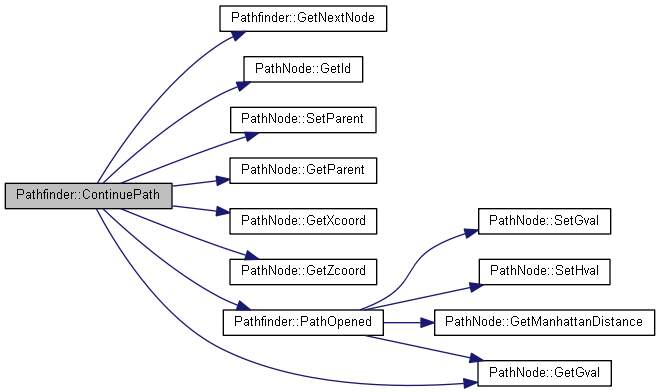 Pathfinder::GetNextNode
PathNode::GetId
PathNode::SetParent
PathNode::GetParent
Pathfinder::ContinuePath
PathNode::GetXcoord
PathNode::SetGval
PathNode::GetZcoord
PathNode::SetHval
Pathfinder::PathOpened
PathNode::GetManhattanDistance
PathNode::GetGval